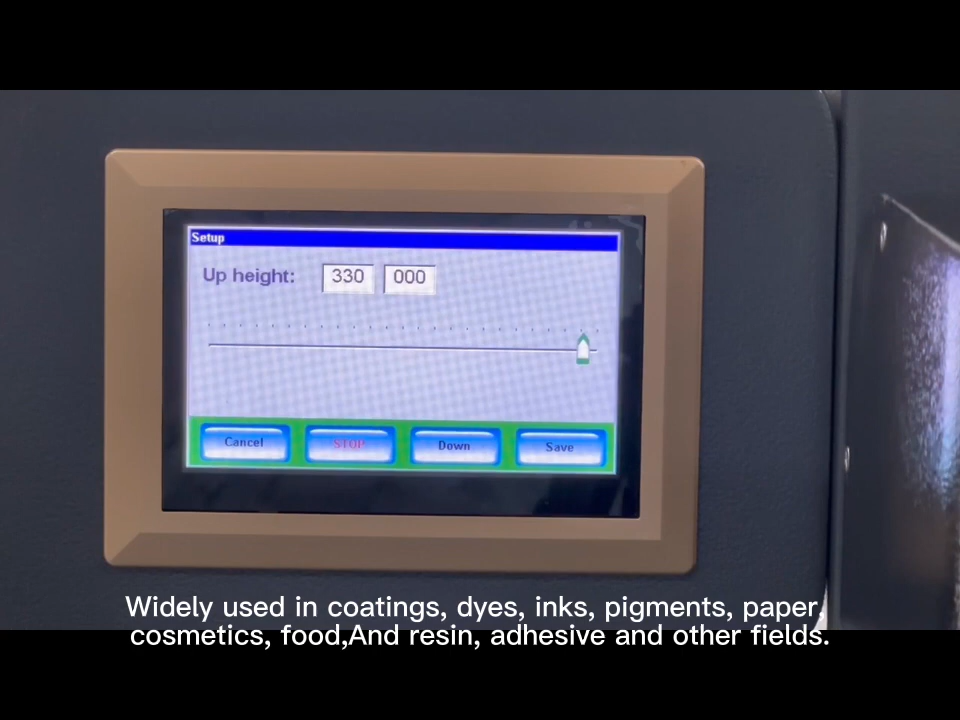 Setup
Up height: 330 000
Cancel STOP Down Save
Widely used in coatings, dyes, inks, pigments, paper,
cosmetics, food,And resin, adhesive and other fields.